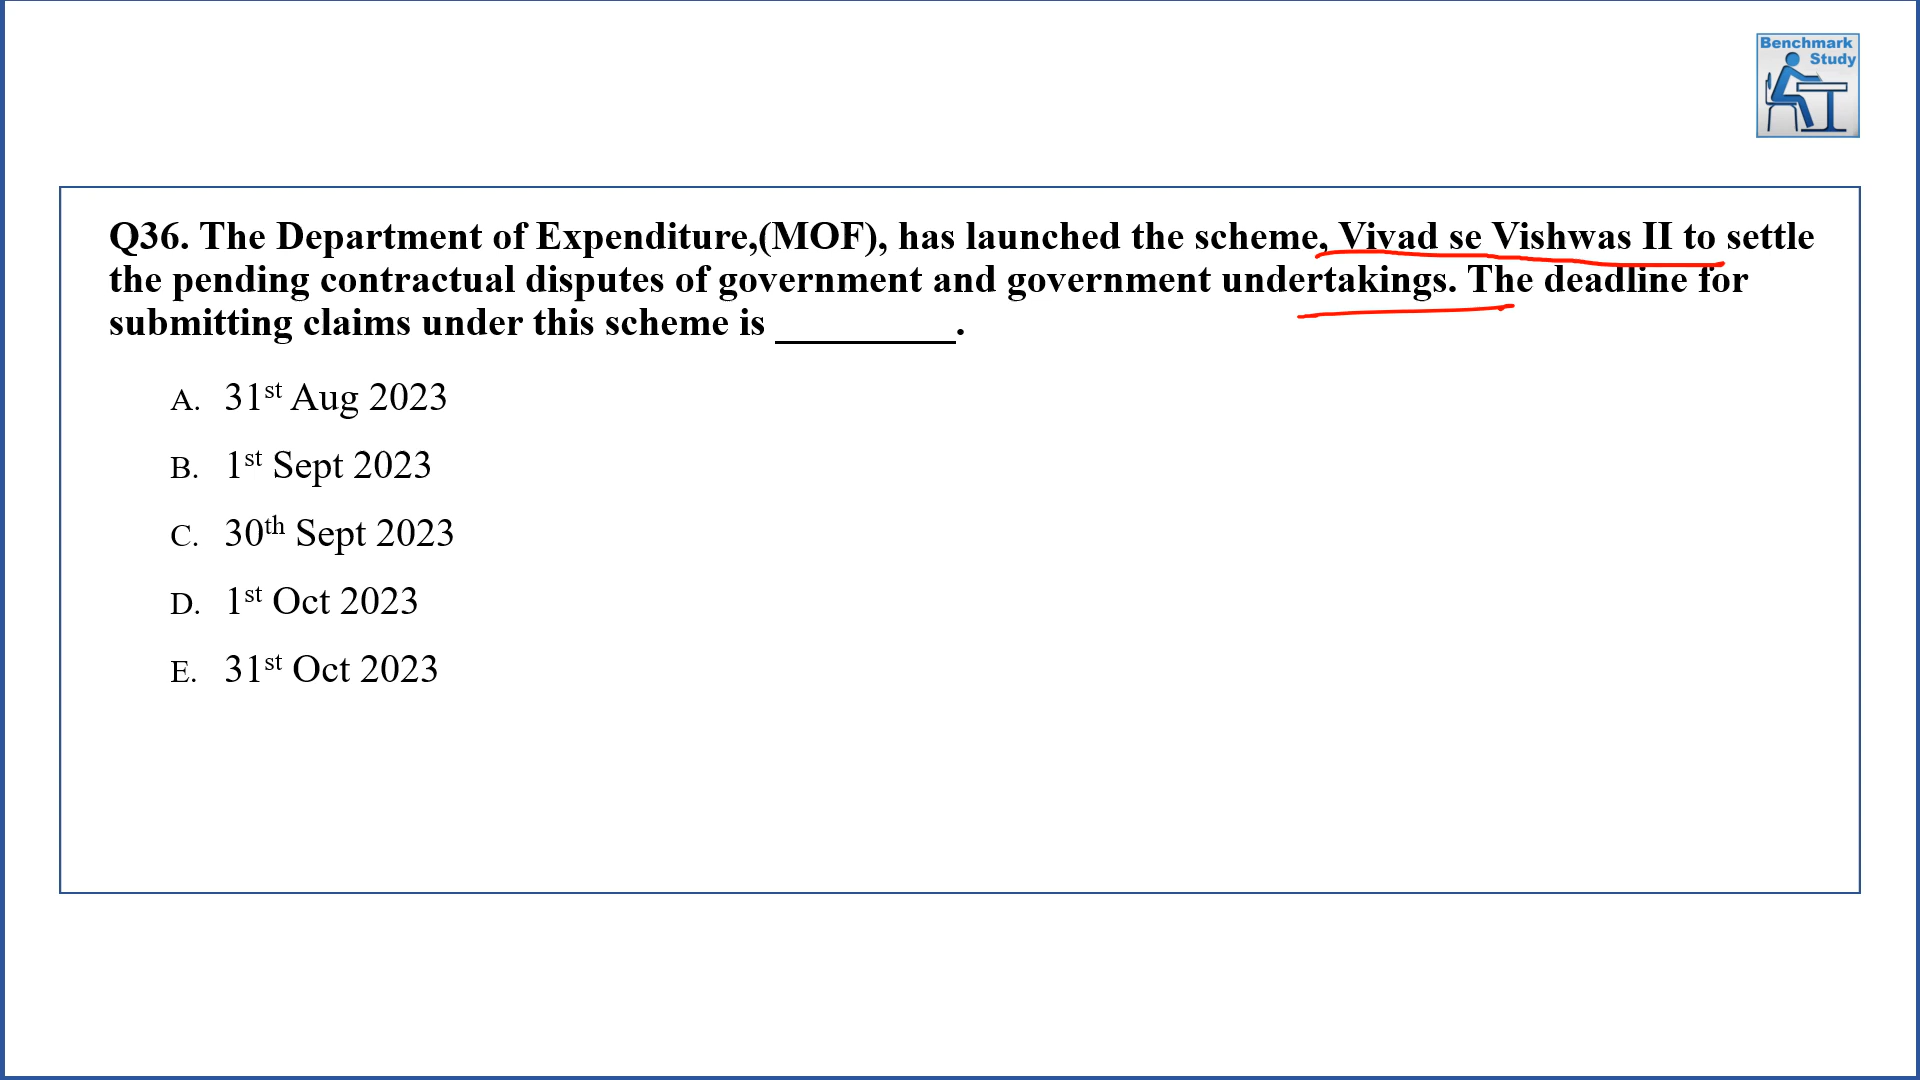 Benchmark
Study
Q36. The Department of Expenditure,(MOF), has launched the scheme, Vivad se Vishwas II to settle
the pending contractual disputes of government and government undertakings. The deadline for
submitting claims under this scheme is _________.
A. 31st Aug 2023
B. 1st Sept 2023
C. 30th Sept 2023
D. 1st Oct 2023
E. 31st Oct 2023